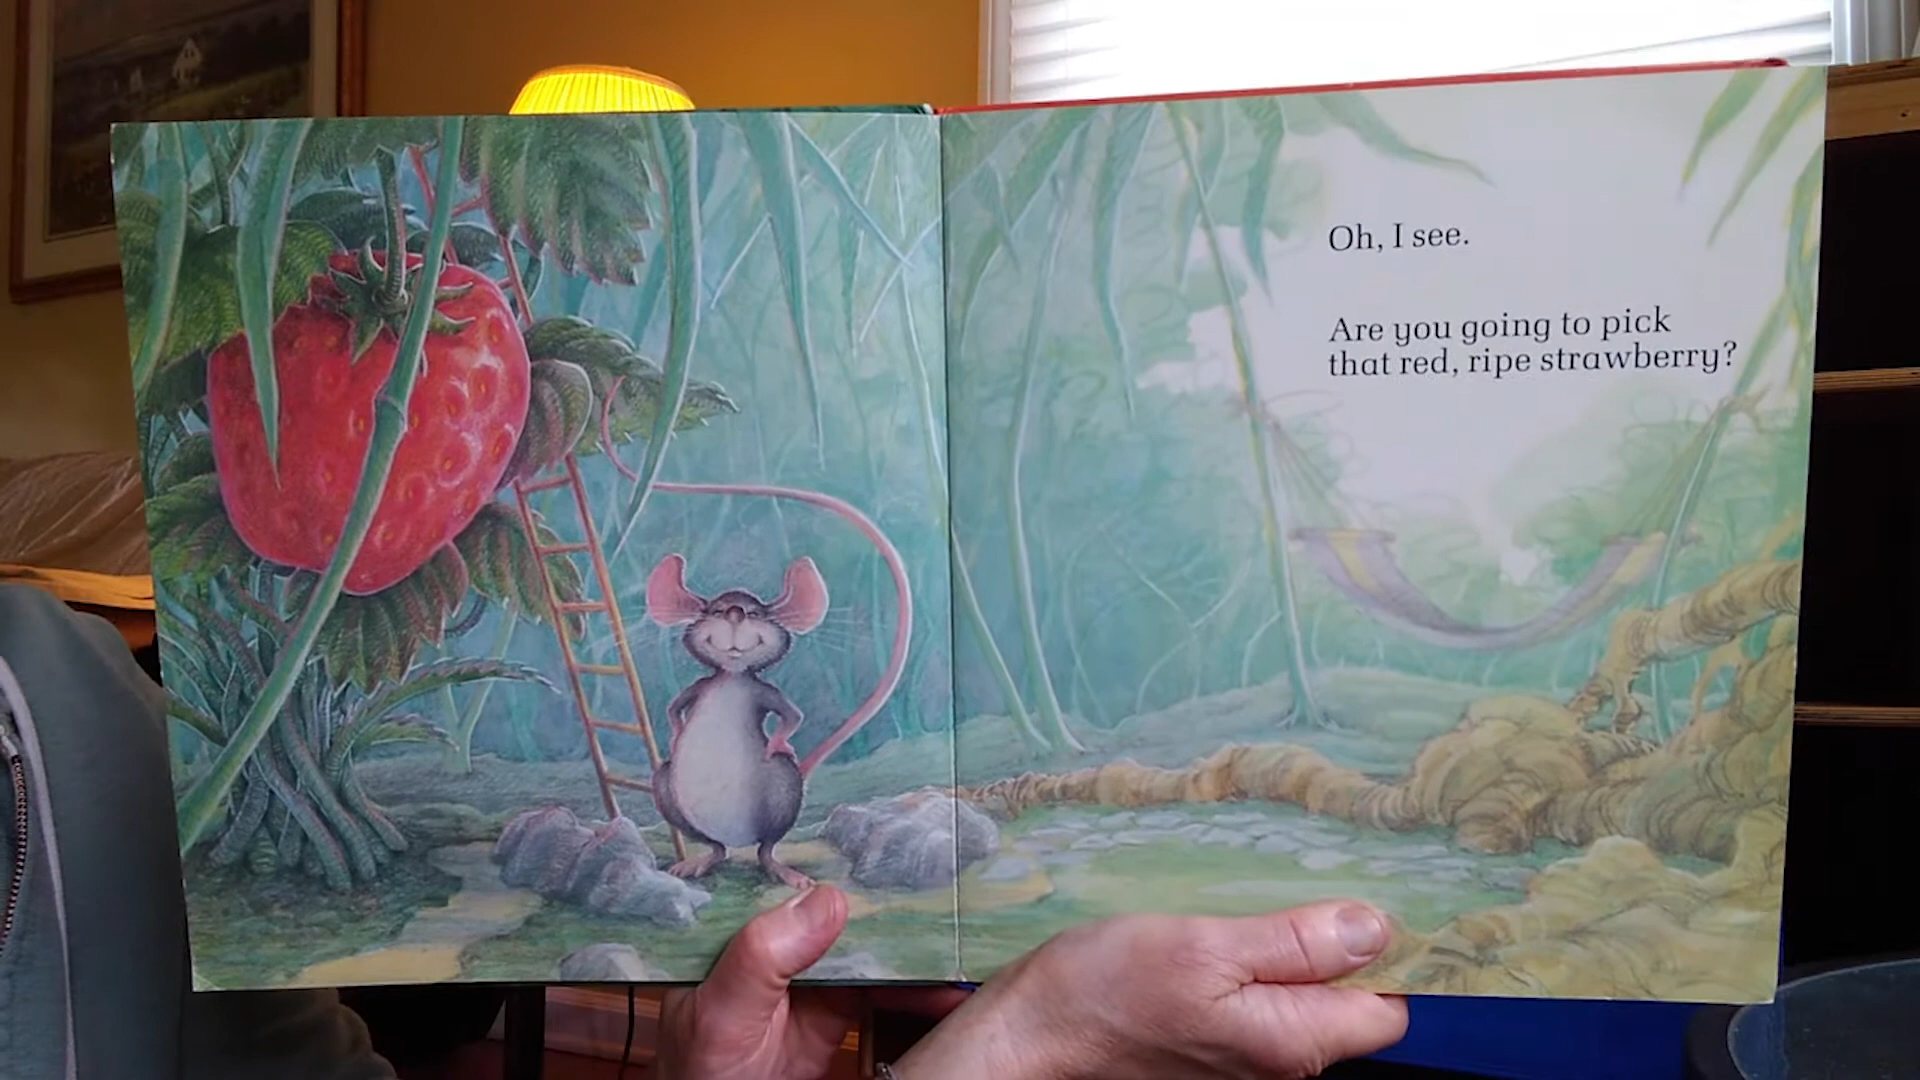 Oh, I see.
Are you going to pick
that red, ripe strawberry?